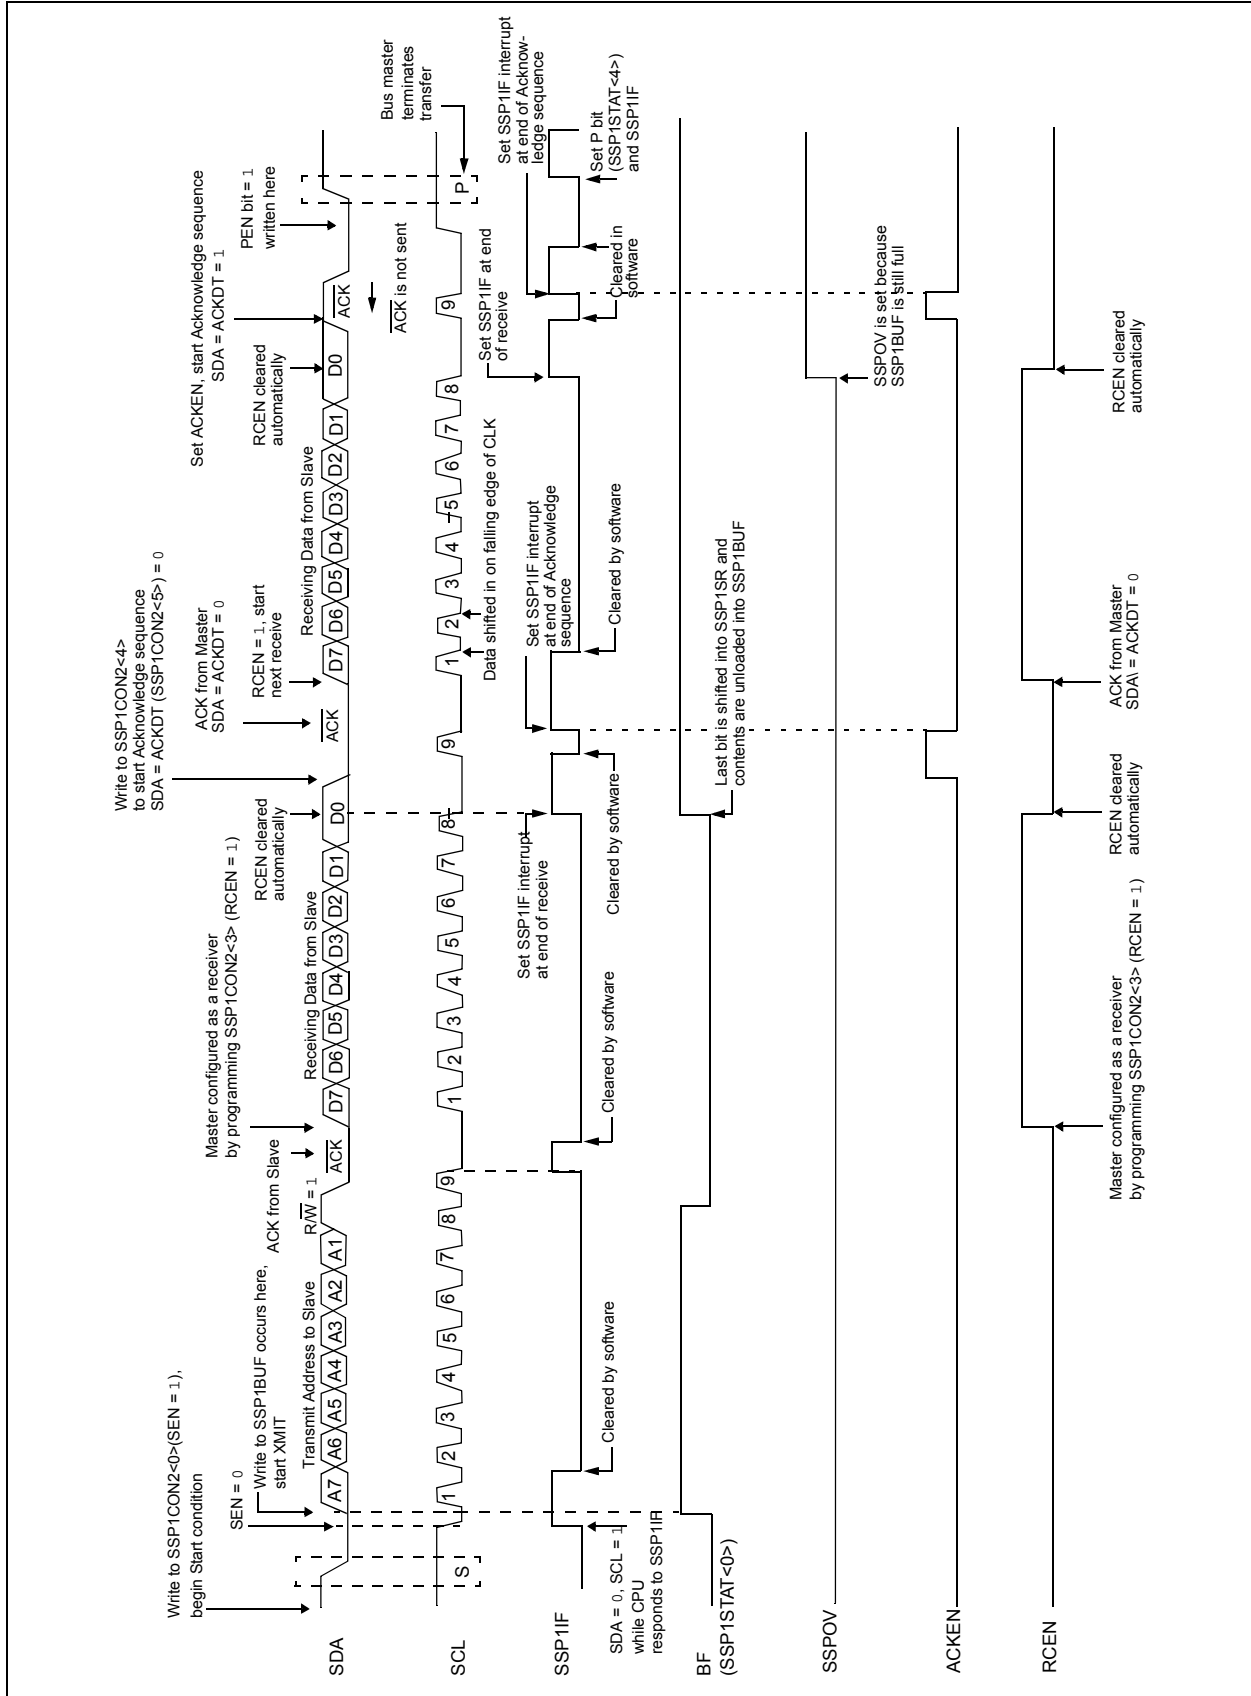 Write to SSP1CON2<0>(SEN = 1),
begin Start condition
SEN = 0
Write to SSP1BUF occurs here,
start XMIT
ACK from Slave
Master configured as a receiver
by programming SSP1CON2<3> (RCEN = 1)
RCEN cleared
automatically
Write to SSP1CON2<4>
to start Acknowledge sequence
SDA = ACKDT (SSP1CON2<5>) = 0
ACK from Master
SDA = ACKDT = 0
RCEN = 1, start
next receive
RCEN cleared
automatically
Set ACKEN, start Acknowledge sequence
SDA = ACKDT = 1
PEN bit = 1
written here
Transmit Address to Slave
R/W = 1
Receiving Data from Slave
Receiving Data from Slave
SDA
A7 A6 A5 A4 A3 A2 A1
ACK
D7 D6 D5 D4 D3 D2 D1 D0
ACK
D7 D6 D5 D4 D3 D2 D1 D0
ACK
ACK is not sent
Bus master
terminates
transfer
SCL
S
1 2 3 4 5 6 7 8 9
1 2 3 4 5 6 7 8 9
1 2 3 4 5 6 7 8 9
P
Data shifted in on falling edge of CLK
Set SSP1IF interrupt
at end of receive
Set SSP1IF interrupt
at end of Acknowledge
sequence
Set SSP1IF at end
of receive
Set SSP1IF interrupt
at end of Acknow-
ledge sequence
SSP1IF
SDA = 0, SCL = 1
while CPU
responds to SSP1IF
Cleared by software
Cleared by software
Cleared by software
Cleared by software
Cleared in
software
Set P bit
(SSP1STAT<4>)
and SSP1IF
BF
(SSP1STAT<0>)
Last bit is shifted into SSP1SR and
contents are unloaded into SSP1BUF
SSPOV
SSPOV is set because
SSP1BUF is still full
ACKEN
RCEN
Master configured as a receiver
by programming SSP1CON2<3> (RCEN = 1)
RCEN cleared
automatically
ACK from Master
SDA\ = ACKDT = 0
RCEN cleared
automatically